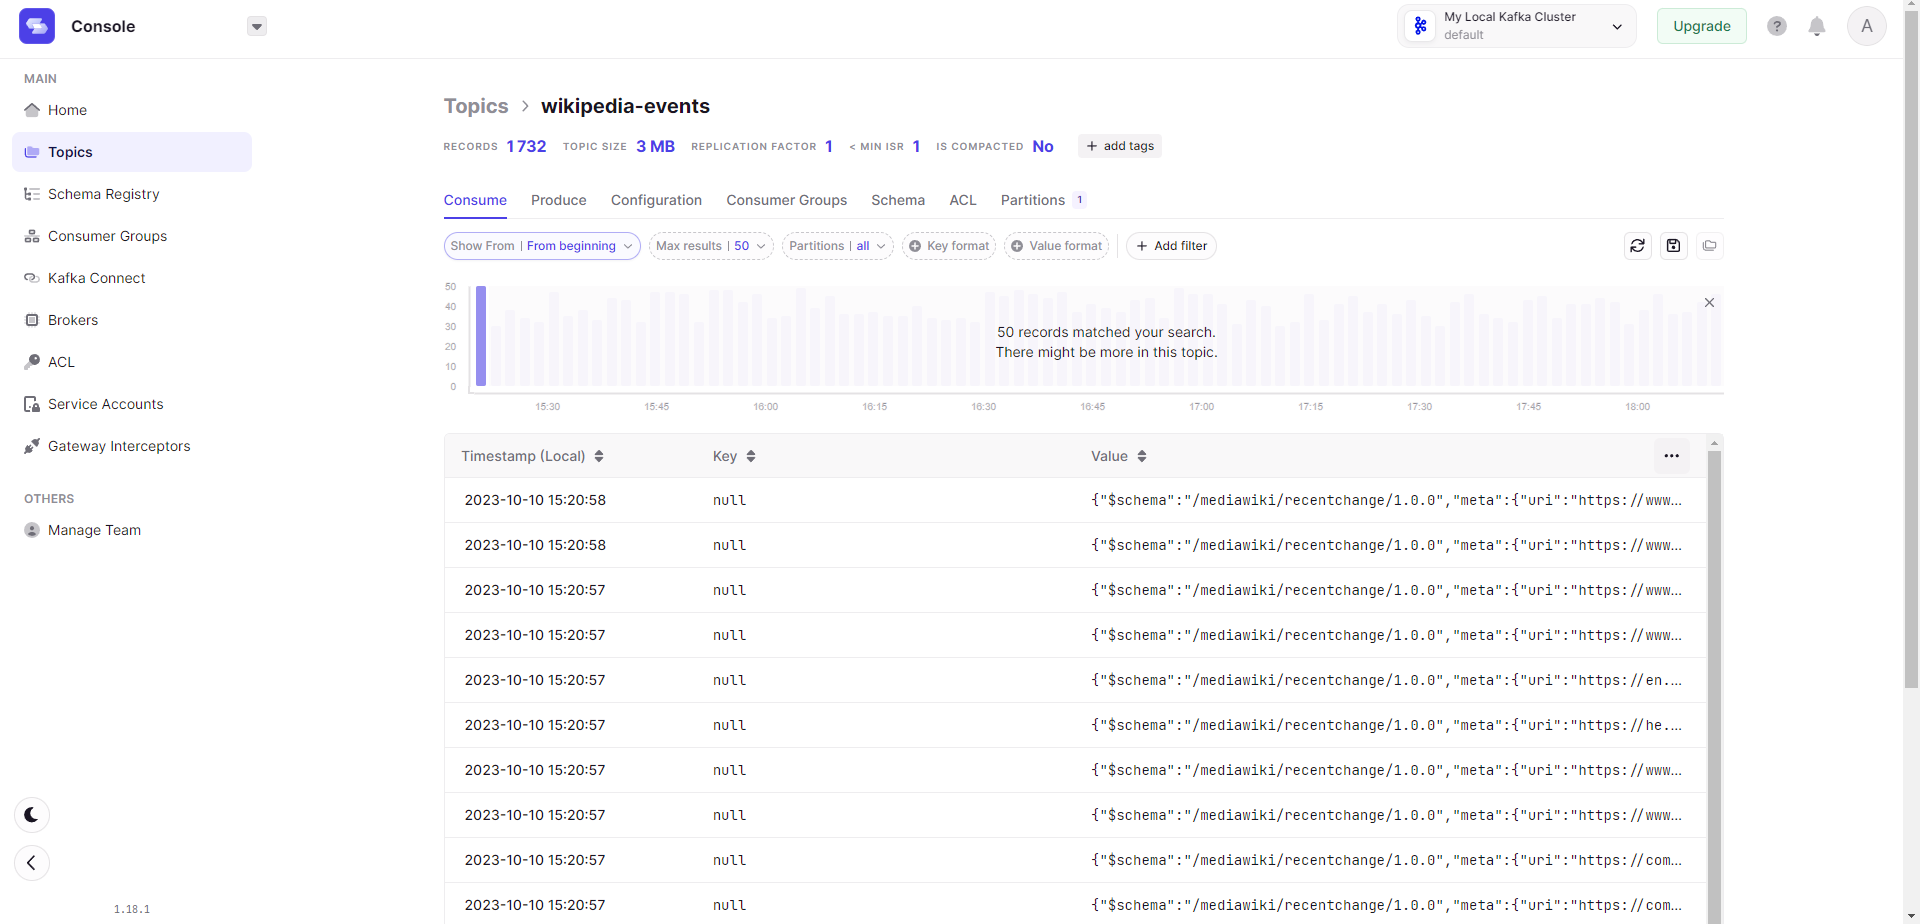 Console
My Local Kafka Cluster
default
Upgrade
?
A
MAIN
Home
Topics
Schema Registry
Consumer Groups
Kafka Connect
Brokers
ACL
Service Accounts
Gateway Interceptors
OTHERS
Manage Team
1.18.1
Topics > wikipedia-events
RECORDS 1732 TOPIC SIZE 3 MB REPLICATION FACTOR 1 < MIN ISR 1 IS COMPACTED No + add tags
Consume Produce Configuration Consumer Groups Schema ACL Partitions 1
Show From | From beginning Max results | 50 Partitions | all Key format Value format + Add filter
50
40
30
20
10
0
50 records matched your search.
There might be more in this topic.
15:30 15:45 16:00 16:15 16:30 16:45 17:00 17:15 17:30 17:45 18:00
Timestamp (Local) Key Value
2023-10-10 15:20:58 null {"$schema":"/mediawiki/recentchange/1.0.0","meta":{"uri":"https://www...
2023-10-10 15:20:58 null {"$schema":"/mediawiki/recentchange/1.0.0","meta":{"uri":"https://www...
2023-10-10 15:20:57 null {"$schema":"/mediawiki/recentchange/1.0.0","meta":{"uri":"https://www...
2023-10-10 15:20:57 null {"$schema":"/mediawiki/recentchange/1.0.0","meta":{"uri":"https://www...
2023-10-10 15:20:57 null {"$schema":"/mediawiki/recentchange/1.0.0","meta":{"uri":"https://en....
2023-10-10 15:20:57 null {"$schema":"/mediawiki/recentchange/1.0.0","meta":{"uri":"https://he....
2023-10-10 15:20:57 null {"$schema":"/mediawiki/recentchange/1.0.0","meta":{"uri":"https://www...
2023-10-10 15:20:57 null {"$schema":"/mediawiki/recentchange/1.0.0","meta":{"uri":"https://www...
2023-10-10 15:20:57 null {"$schema":"/mediawiki/recentchange/1.0.0","meta":{"uri":"https://com...
2023-10-10 15:20:57 null {"$schema":"/mediawiki/recentchange/1.0.0","meta":{"uri":"https://com...